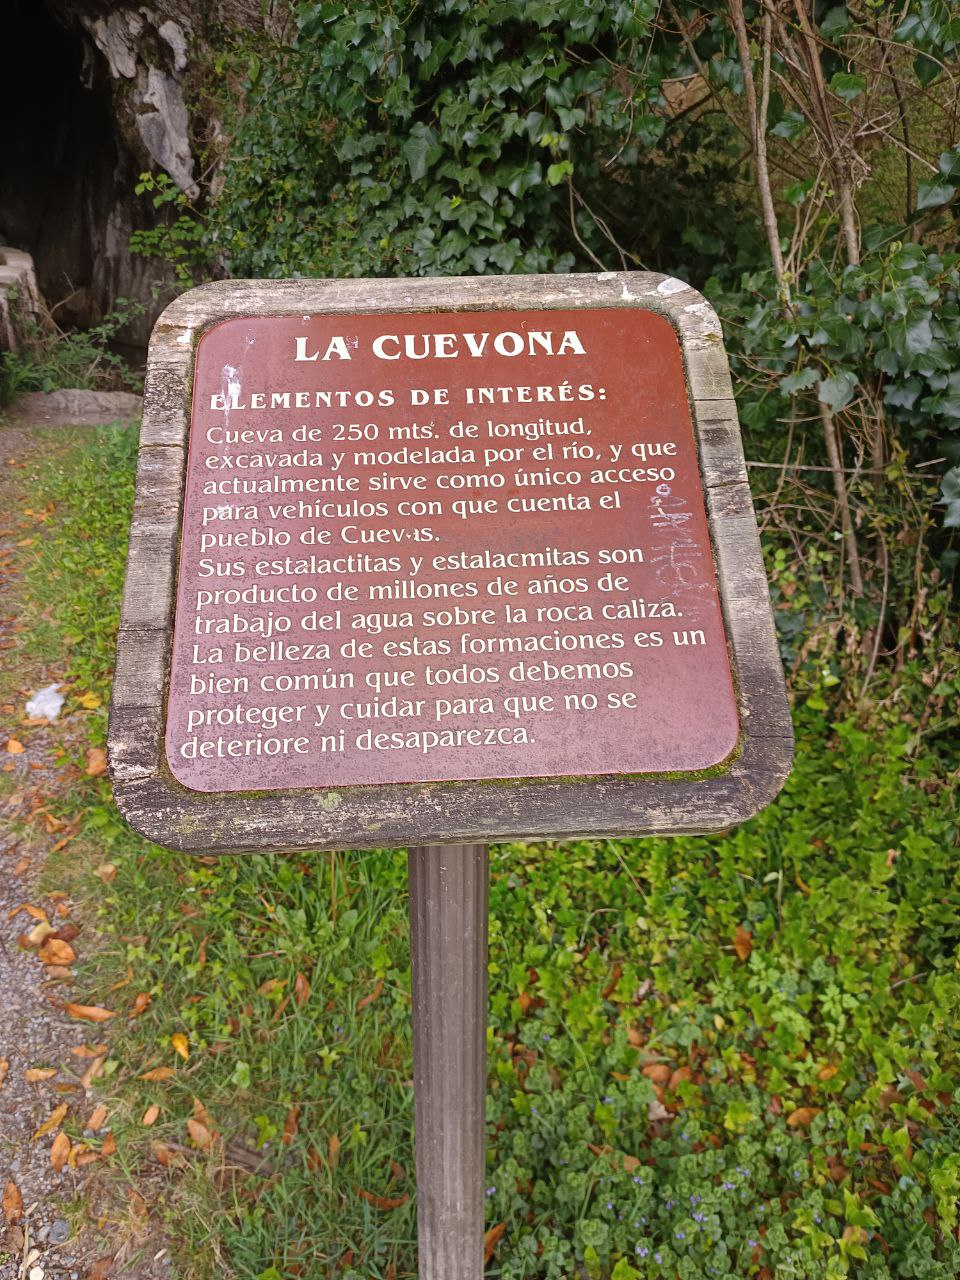 LA CUEVONA
ELEMENTOS DE INTERÉS:
Cueva de 250 mts. de longitud,
excavada y modelada por el río, y que
actualmente sirve como único acceso
para vehículos con que cuenta el
pueblo de Cuevas.
Sus estalactitas y estalacmitas son
producto de millones de años de
trabajo del agua sobre la roca caliza.
La belleza de estas formaciones es un
bien común que todos debemos
proteger y cuidar para que no se
deteriore ni desaparezca.